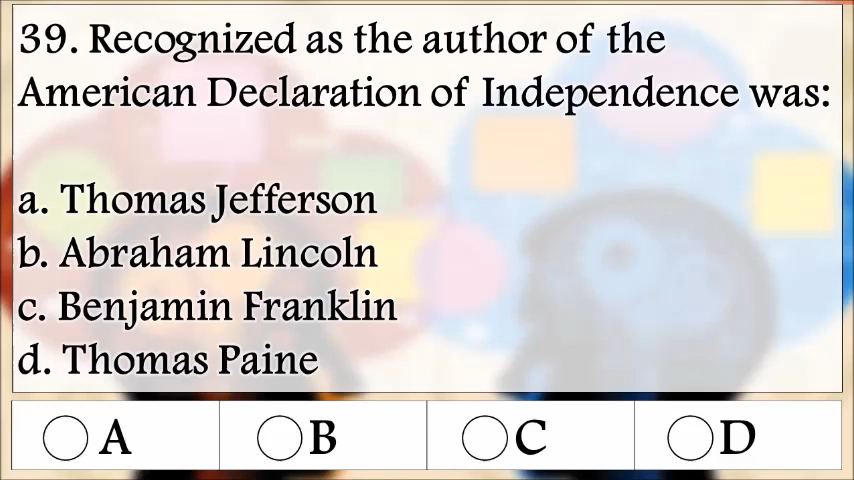 39. Recognized as the author of the
American Declaration of Independence was:
a. Thomas Jefferson
b. Abraham Lincoln
c. Benjamin Franklin
d. Thomas Paine
A B C D